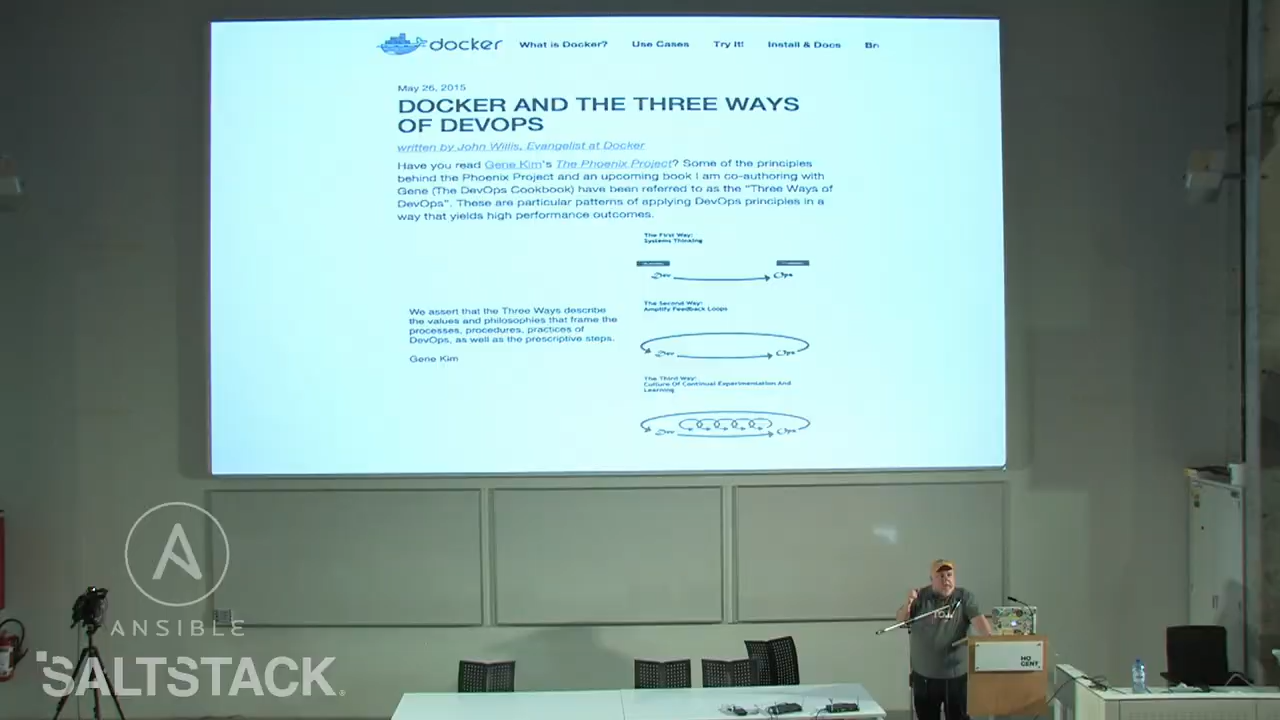 docker
What is Docker? Use Cases Try It! Install & Docs Br
May 26, 2015
DOCKER AND THE THREE WAYS
OF DEVOPS
written by John Willis, Evangelist at Docker
Have you read Gene Kim's The Phoenix Project? Some of the principles
behind the Phoenix Project and an upcoming book I am co-authoring with
Gene (The DevOps Cookbook) have been referred to as the "Three Ways of
DevOps". These are particular patterns of applying DevOps principles in a
way that yields high performance outcomes.
The First Way:
Systems Thinking
Dev Ops
We assert that the Three Ways describe
the values and philosophies that frame the
processes, procedures, practices of
DevOps, as well as the prescriptive steps.
Gene Kim
The Second Way:
Amplify Feedback Loops
Dev Ops
The Third Way:
Culture Of Continual Experimentation And
Learning
Dev Ops
ANSIBLE
SALTSTACK
HO
GENT